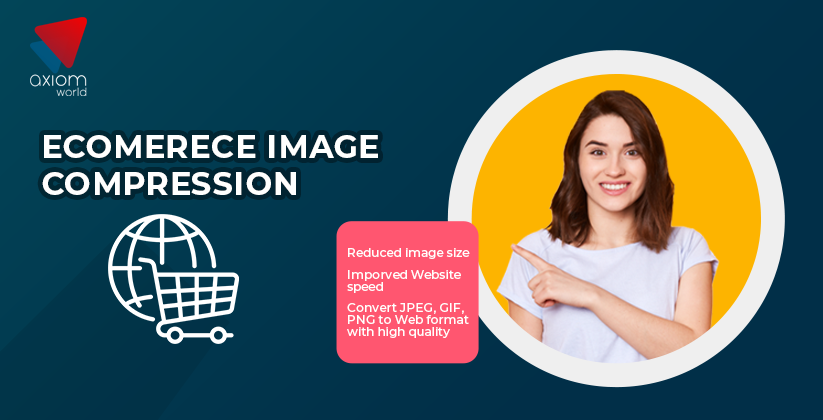 axiom
world
ECOMERECE IMAGE
COMPRESSION
Reduced image size
Imporved Website
speed
Convert JPEG, GIF,
PNG to Web format
with high quality